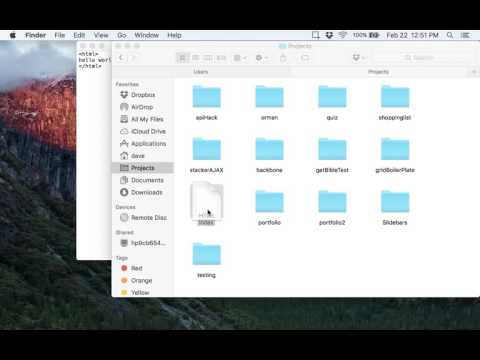 Finder File Edit View Go Window Help 100% Feb 22 12:51 PM
<html>
hello worl
</html>
Projects
Search
Users Projects
Favorites
Dropbox
AirDrop
All My Files
iCloud Drive
Applications
dave
Projects
Documents
Downloads
Devices
Remote Disc
Shared
hp9cb654...
Tags
Red
Orange
Yellow
apiHack orman quiz shoppinglist
stackerAJAX backbone getBibleTest gridBoilerPlate
HTML
index portfolio portfolio2 Slidebars
testing